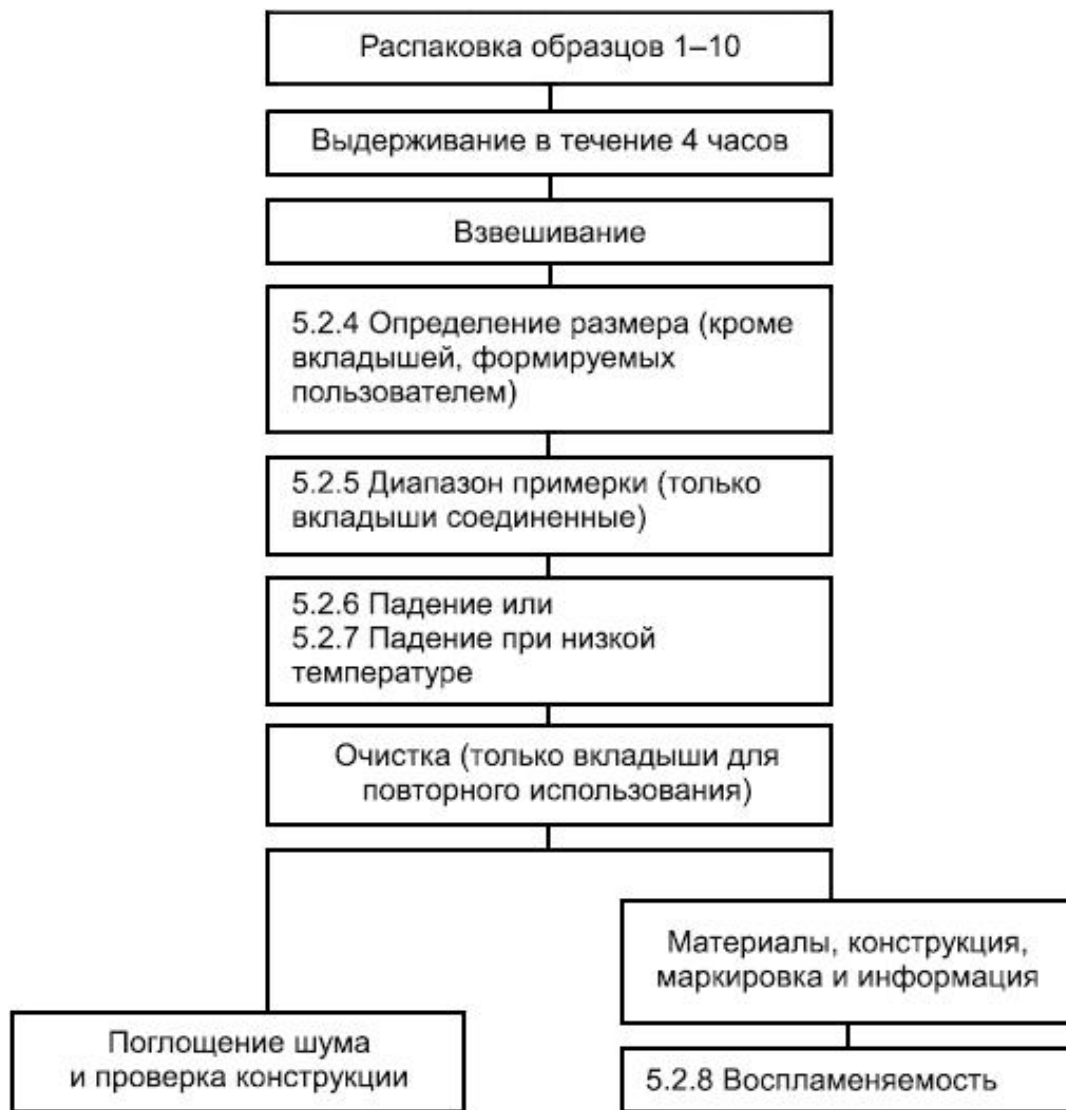 Распаковка образцов 1–10
Выдерживание в течение 4 часов
Взвешивание
5.2.4 Определение размера (кроме
вкладышей, формируемых
пользователем)
5.2.5 Диапазон примерки (только
вкладыши соединенные)
5.2.6 Падение или
5.2.7 Падение при низкой
температуре
Очистка (только вкладыши для
повторного использования)
Материалы, конструкция,
маркировка и информация
Поглощение шума
и проверка конструкции
5.2.8 Воспламеняемость